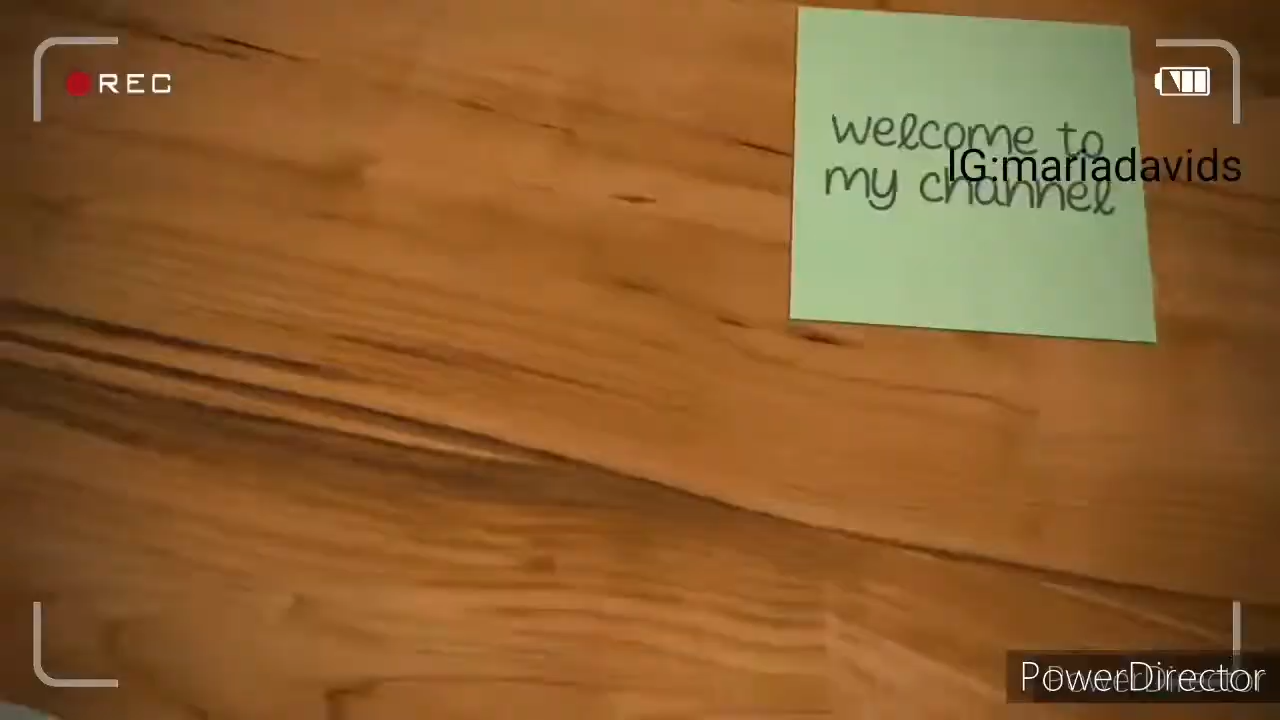 REC
welcome to
my channel
IG:mariadavids
PowerDirector